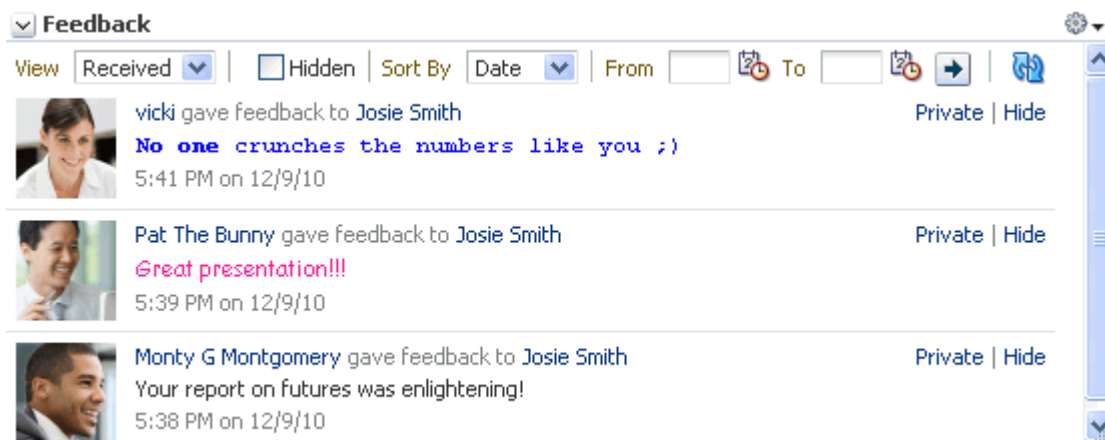 Feedback
View Received Hidden Sort By Date From To
vicki gave feedback to Josie Smith Private | Hide
No one crunches the numbers like you ;)
5:41 PM on 12/9/10
Pat The Bunny gave feedback to Josie Smith Private | Hide
Great presentation!!!
5:39 PM on 12/9/10
Monty G Montgomery gave feedback to Josie Smith Private | Hide
Your report on futures was enlightening!
5:38 PM on 12/9/10